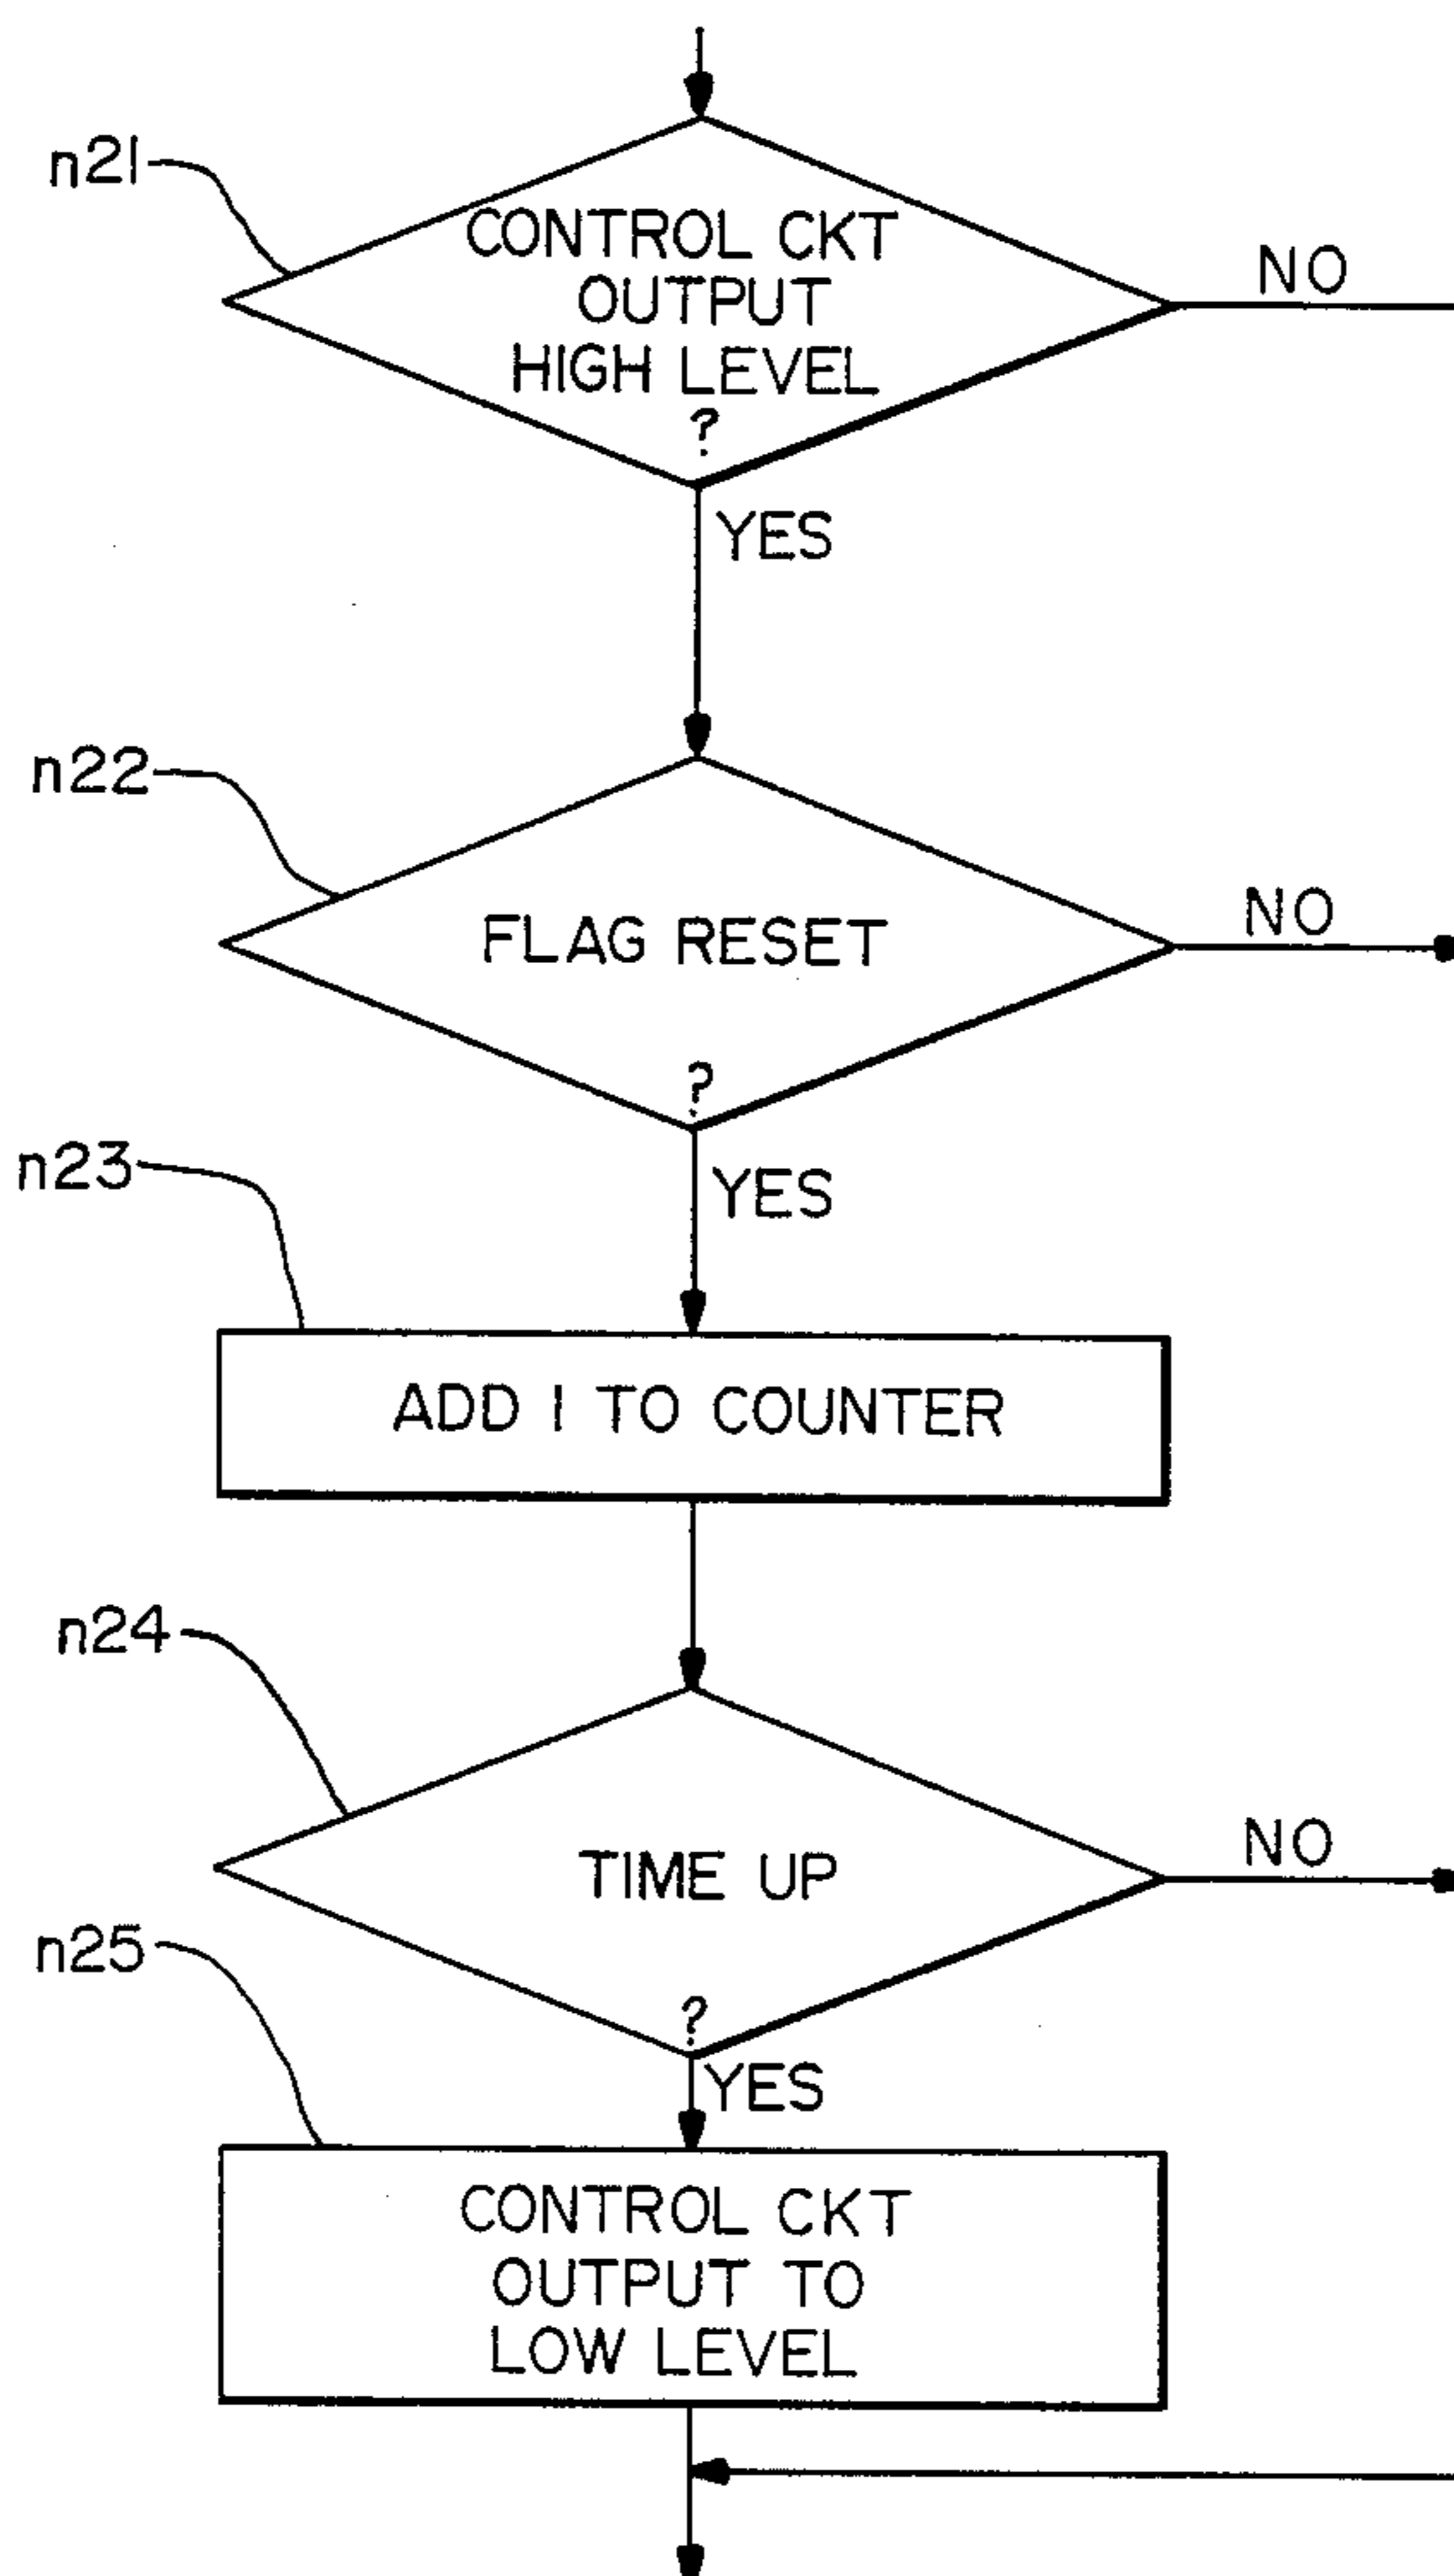 n21
CONTROL CKT
OUTPUT
HIGH LEVEL
?
NO
YES
n22
FLAG RESET
?
NO
YES
n23
ADD 1 TO COUNTER
n24
TIME UP
?
NO
YES
n25
CONTROL CKT
OUTPUT TO
LOW LEVEL